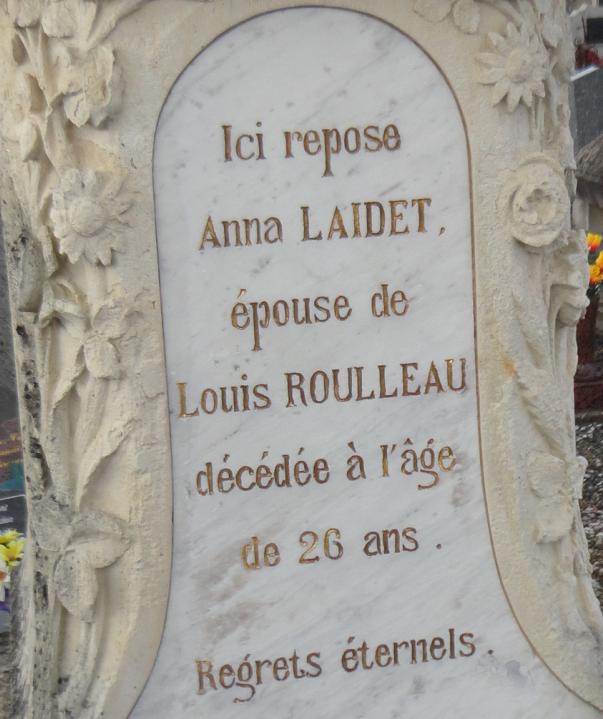 Ici repose
Anna LAIDET,
épouse de
Louis ROULLEAU
décédée à l'âge
de 26 ans.
Regrets éternels.